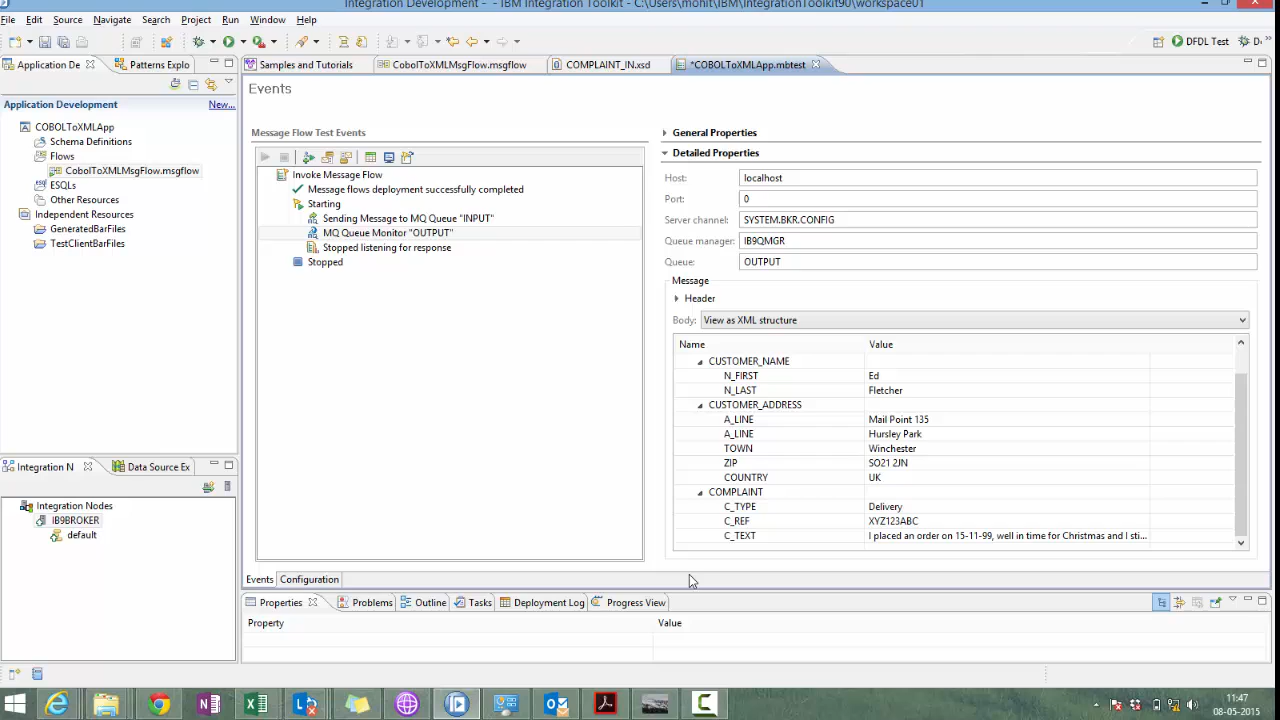 Integration Development - - IBM Integration Toolkit - C:\Users\mohit\IBM\IntegrationToolkit90\workspace01
File Edit Source Navigate Search Project Run Window Help
DFDL Test D. »
Application De
Patterns Explo
Samples and Tutorials
CobolToXMLMsgFlow.msgflow
COMPLAINT_IN.xsd
*COBOLToXMLApp.mbtest
Application Development New...
COBOLToXMLApp
Schema Definitions
Flows
CobolToXMLMsgFlow.msgflow
ESQLs
Other Resources
Independent Resources
GeneratedBarFiles
TestClientBarFiles
Integration N
Data Source Ex
Integration Nodes
IB9BROKER
default
Events
Message Flow Test Events
Invoke Message Flow
Message flows deployment successfully completed
Starting
Sending Message to MQ Queue "INPUT"
MQ Queue Monitor "OUTPUT"
Stopped listening for response
Stopped
General Properties
Detailed Properties
Host: localhost
Port: 0
Server channel: SYSTEM.BKR.CONFIG
Queue manager: IB9QMGR
Queue: OUTPUT
Message
Header
Body: View as XML structure
Name Value
CUSTOMER_NAME
N_FIRST Ed
N_LAST Fletcher
CUSTOMER_ADDRESS
A_LINE Mail Point 135
A_LINE Hursley Park
TOWN Winchester
ZIP SO21 2JN
COUNTRY UK
COMPLAINT
C_TYPE Delivery
C_REF XYZ123ABC
C_TEXT I placed an order on 15-11-99, well in time for Christmas and I sti...
Events Configuration
Properties Problems Outline Tasks Deployment Log Progress View
Property Value
11:47
08-05-2015